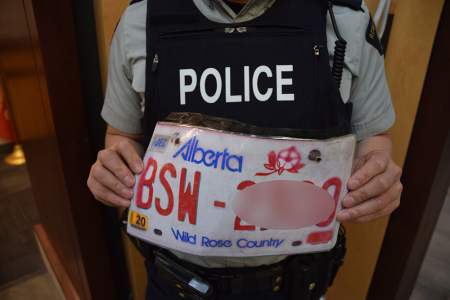 POLICE
Alberta
BSW -
20
Wild Rose Country